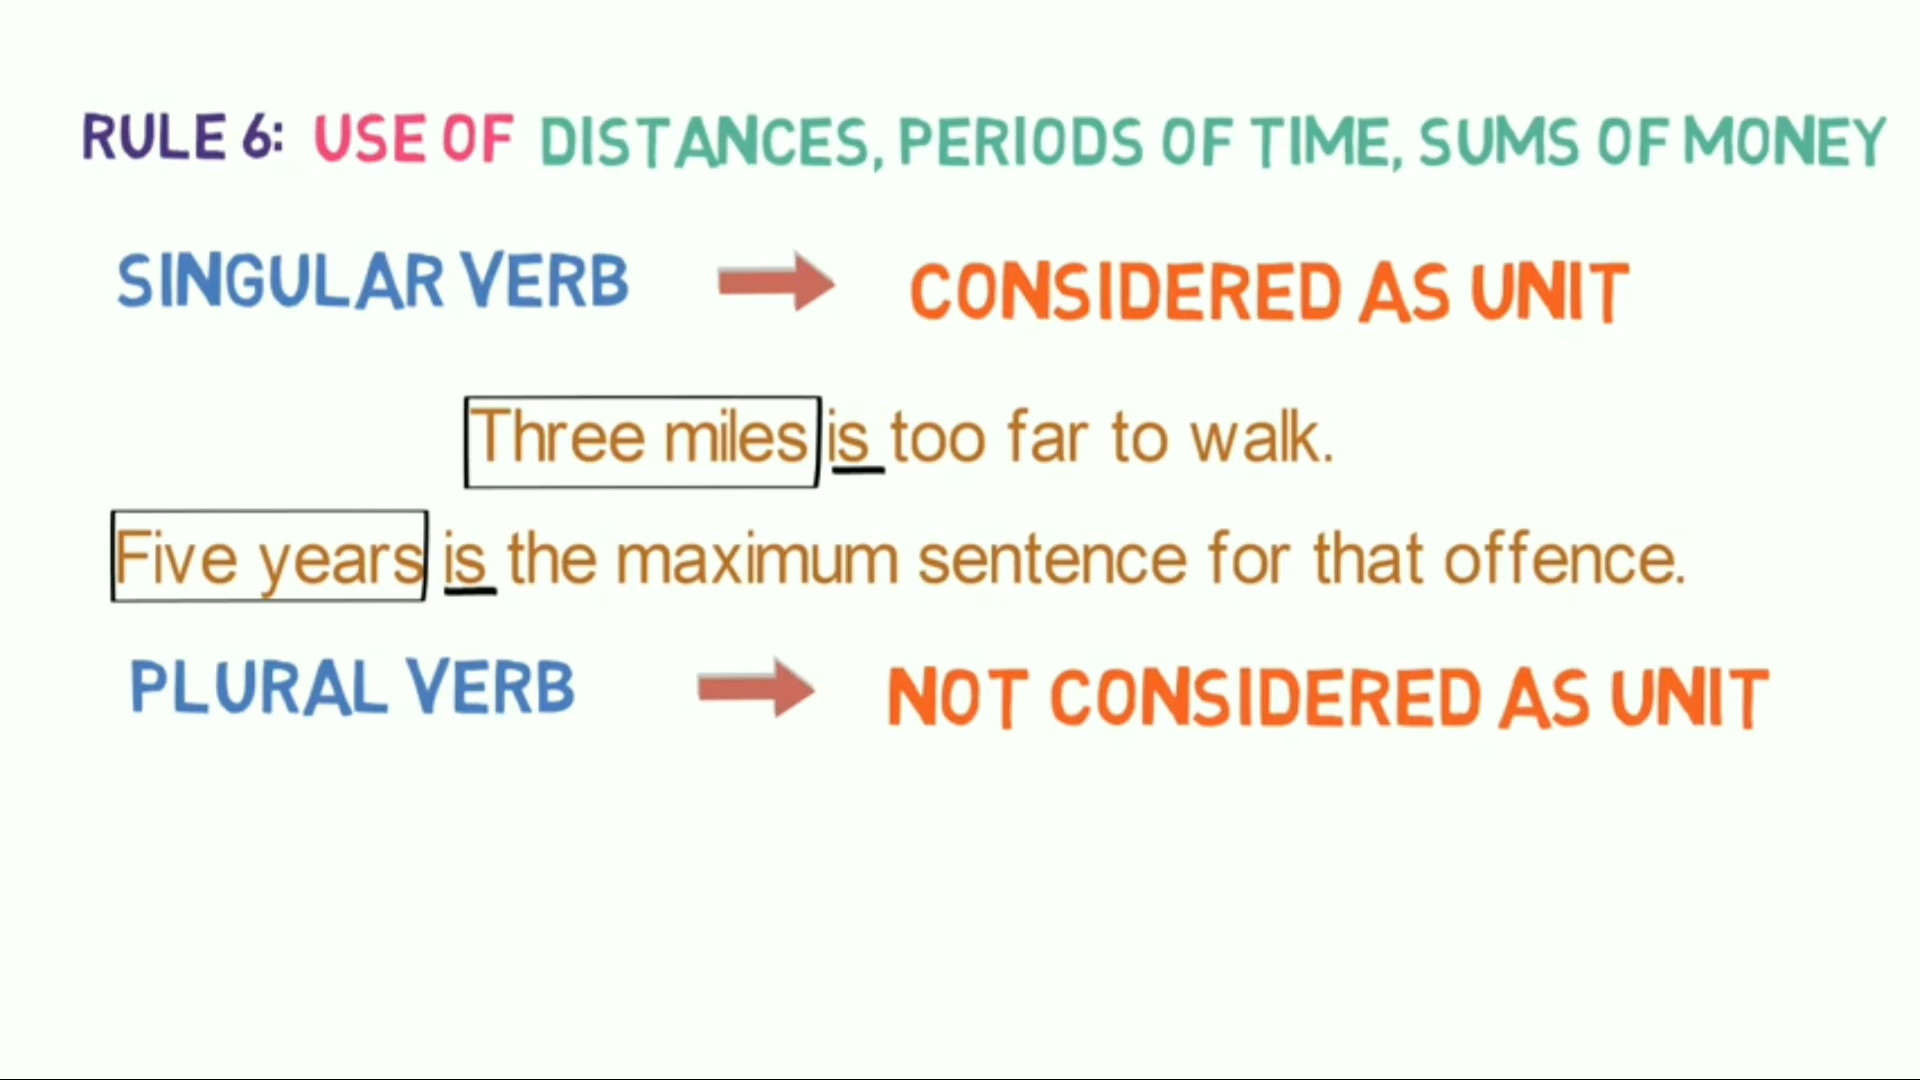 RULE 6: USE OF DISTANCES, PERIODS OF TIME, SUMS OF MONEY
SINGULAR VERB CONSIDERED AS UNIT
Three miles is too far to walk.
Five years is the maximum sentence for that offence.
PLURAL VERB NOT CONSIDERED AS UNIT